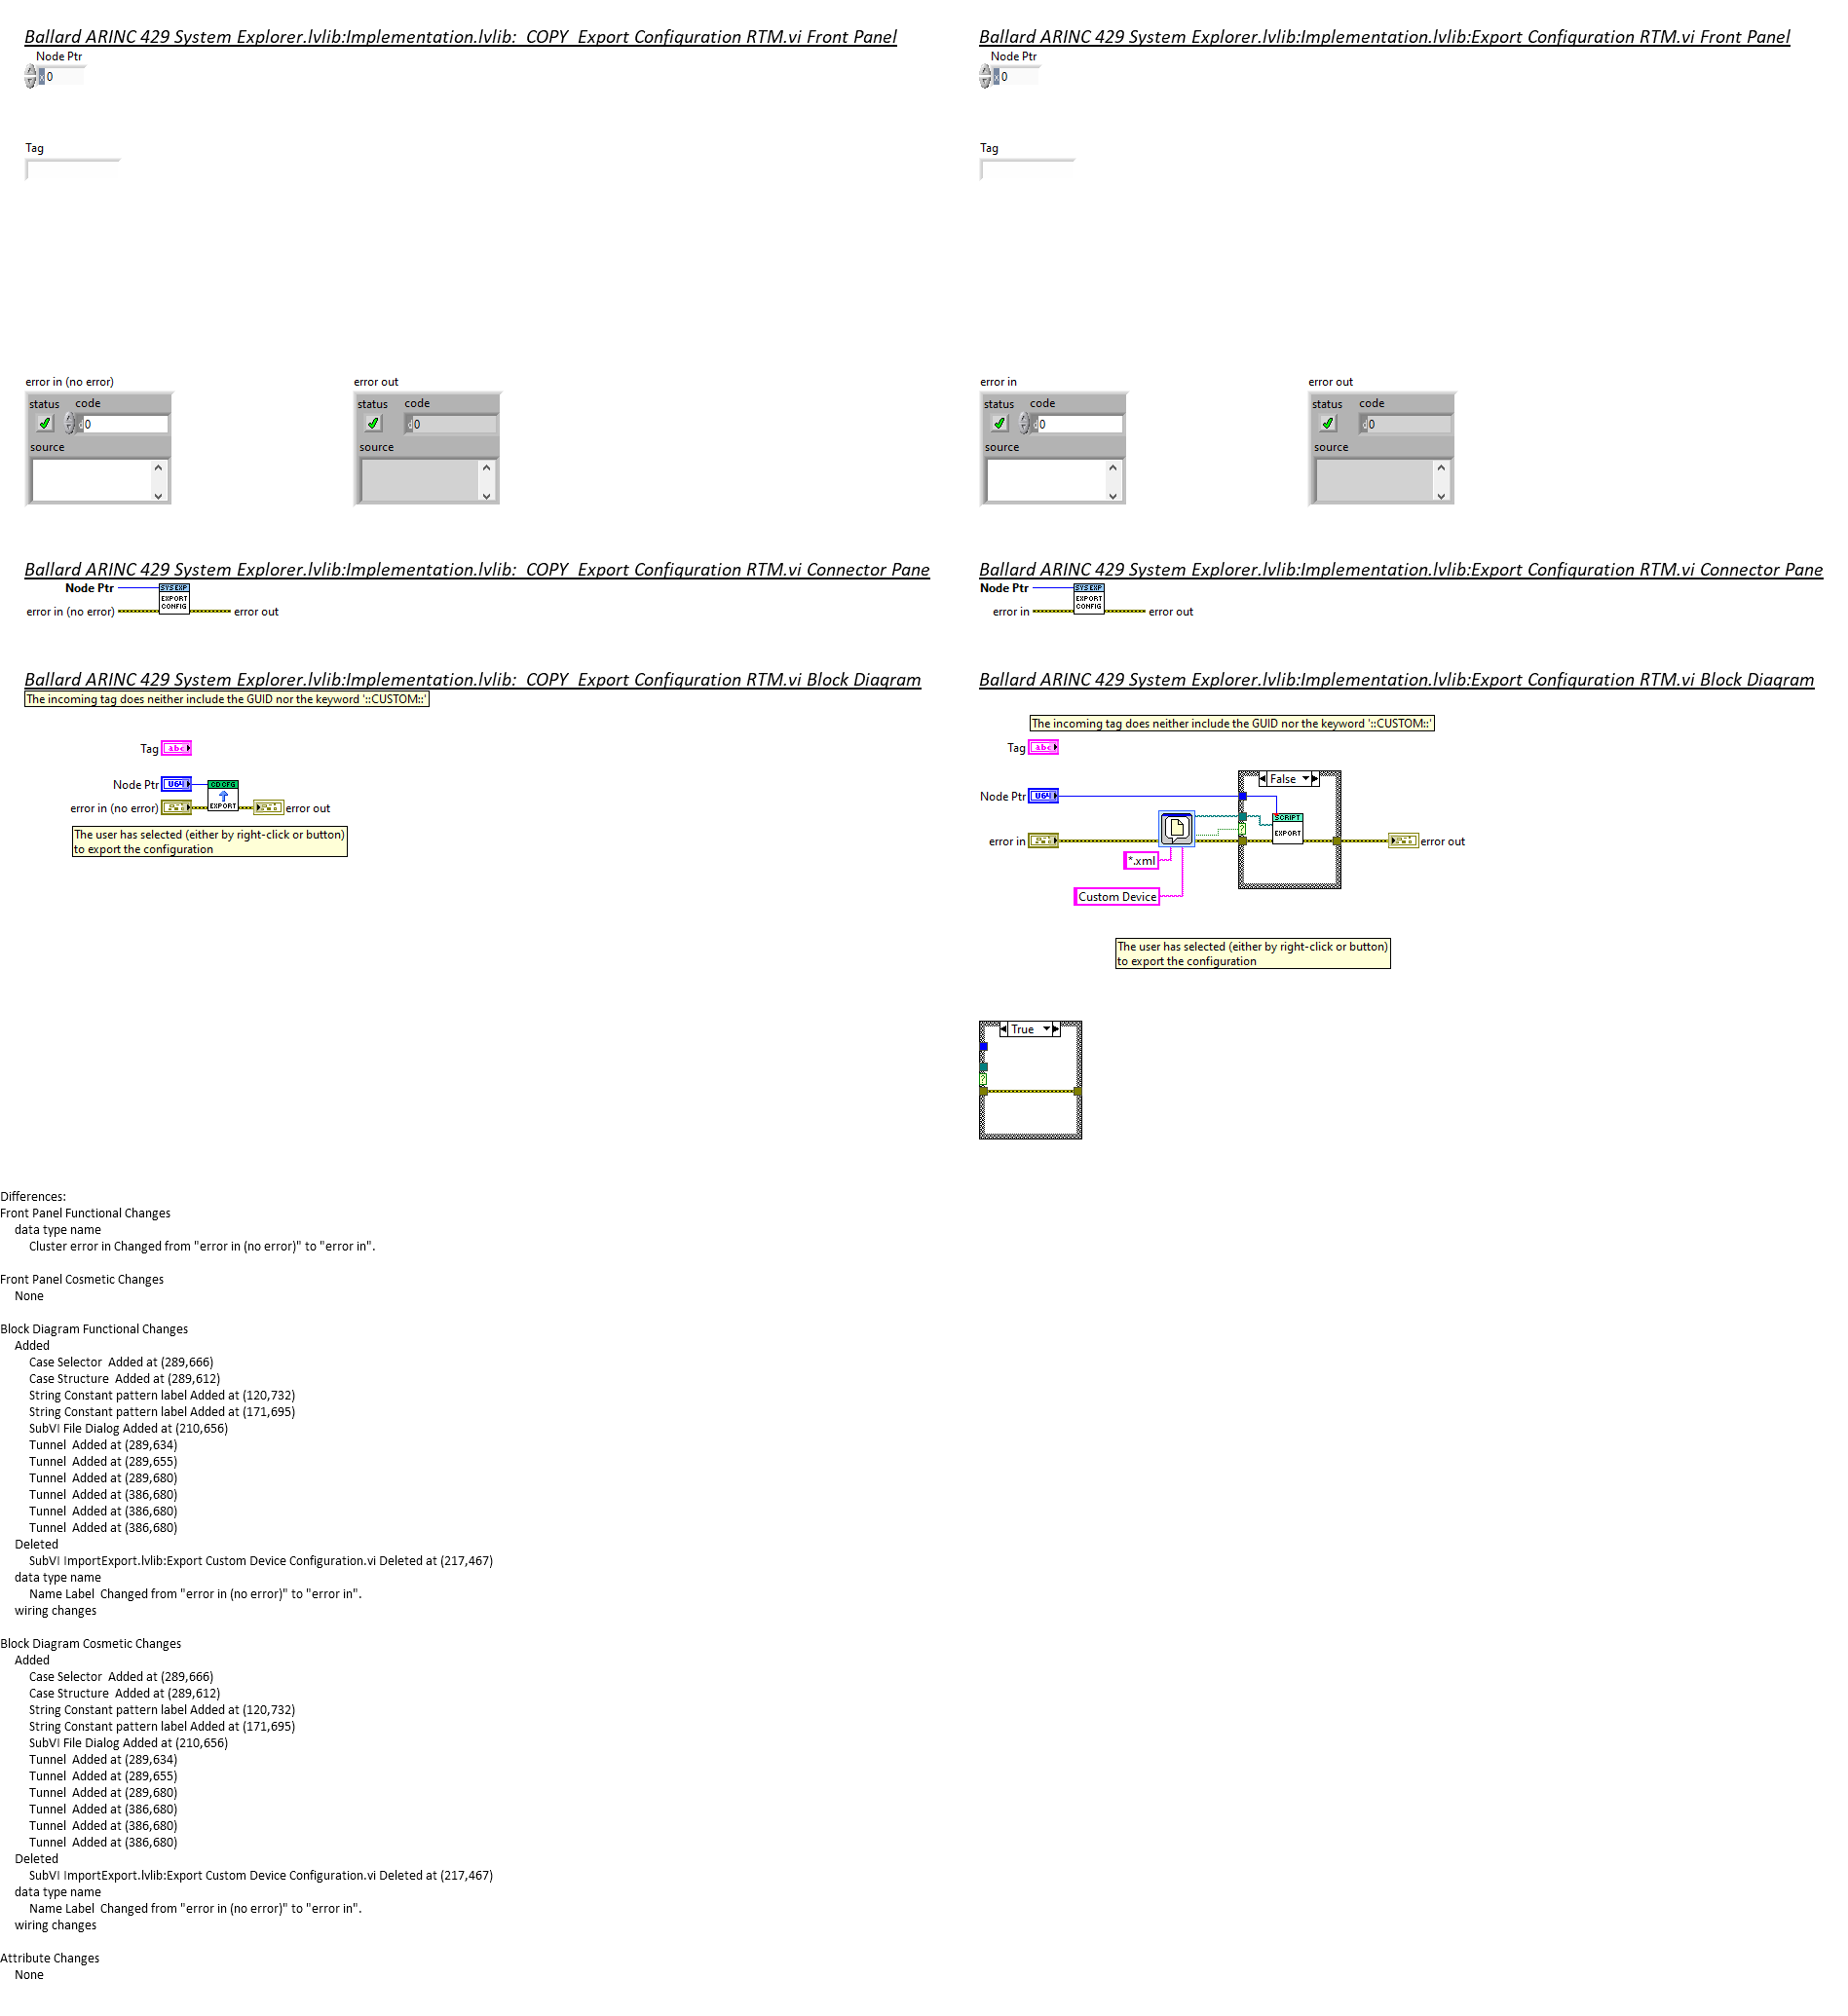 Ballard ARINC 429 System Explorer.lvlib:Implementation.lvlib:  COPY  Export Configuration RTM.vi Front Panel
Node Ptr
x 0
Tag
error in (no error)
error out
status code
d 0
source
status code
d 0
source
Ballard ARINC 429 System Explorer.lvlib:Implementation.lvlib:  COPY  Export Configuration RTM.vi Connector Pane
Node Ptr
SYS EXP
EXPORT
CONFIG
error in (no error)
error out
Ballard ARINC 429 System Explorer.lvlib:Implementation.lvlib:  COPY  Export Configuration RTM.vi Block Diagram
The incoming tag does neither include the GUID nor the keyword '::CUSTOM::'
Tag abc
Node Ptr U64
CD CFG
EXPORT
error in (no error)
error out
The user has selected (either by right-click or button)
to export the configuration
Ballard ARINC 429 System Explorer.lvlib:Implementation.lvlib:Export Configuration RTM.vi Front Panel
Node Ptr
x 0
Tag
error in
error out
status code
d 0
source
status code
d 0
source
Ballard ARINC 429 System Explorer.lvlib:Implementation.lvlib:Export Configuration RTM.vi Connector Pane
Node Ptr
SYS EXP
EXPORT
CONFIG
error in
error out
Ballard ARINC 429 System Explorer.lvlib:Implementation.lvlib:Export Configuration RTM.vi Block Diagram
The incoming tag does neither include the GUID nor the keyword '::CUSTOM::'
Tag abc
False
Node Ptr U64
?
SCRIPT
EXPORT
error in
error out
*.xml
Custom Device
The user has selected (either by right-click or button)
to export the configuration
True
?
Differences:
Front Panel Functional Changes
data type name
Cluster error in Changed from "error in (no error)" to "error in".
Front Panel Cosmetic Changes
None
Block Diagram Functional Changes
Added
Case Selector  Added at (289,666)
Case Structure  Added at (289,612)
String Constant pattern label Added at (120,732)
String Constant pattern label Added at (171,695)
SubVI File Dialog Added at (210,656)
Tunnel  Added at (289,634)
Tunnel  Added at (289,655)
Tunnel  Added at (289,680)
Tunnel  Added at (386,680)
Tunnel  Added at (386,680)
Tunnel  Added at (386,680)
Deleted
SubVI ImportExport.lvlib:Export Custom Device Configuration.vi Deleted at (217,467)
data type name
Name Label  Changed from "error in (no error)" to "error in".
wiring changes
Block Diagram Cosmetic Changes
Added
Case Selector  Added at (289,666)
Case Structure  Added at (289,612)
String Constant pattern label Added at (120,732)
String Constant pattern label Added at (171,695)
SubVI File Dialog Added at (210,656)
Tunnel  Added at (289,634)
Tunnel  Added at (289,655)
Tunnel  Added at (289,680)
Tunnel  Added at (386,680)
Tunnel  Added at (386,680)
Tunnel  Added at (386,680)
Deleted
SubVI ImportExport.lvlib:Export Custom Device Configuration.vi Deleted at (217,467)
data type name
Name Label  Changed from "error in (no error)" to "error in".
wiring changes
Attribute Changes
None